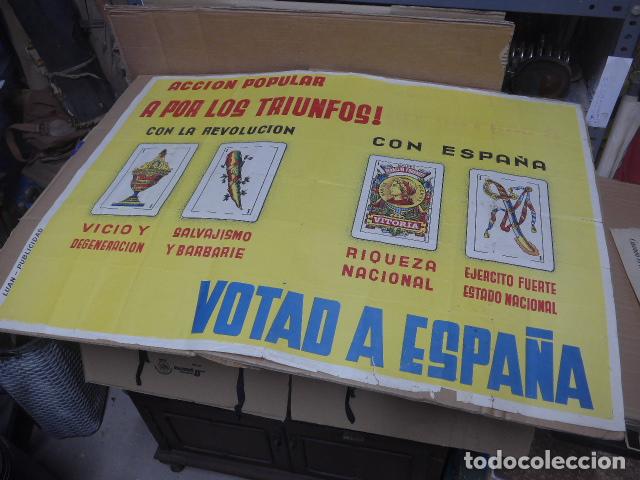 ACCION POPULAR
A POR LOS TRIUNFOS!
CON LA REVOLUCION
CON ESPAÑA
VITORIA
VICIO Y
DEGENERACION
SALVAJISMO
Y BARBARIE
RIQUEZA
NACIONAL
EJERCITO FUERTE
ESTADO NACIONAL
VOTAD A ESPAÑA
LUAN - PUBLICIDAD
todocoleccion.net